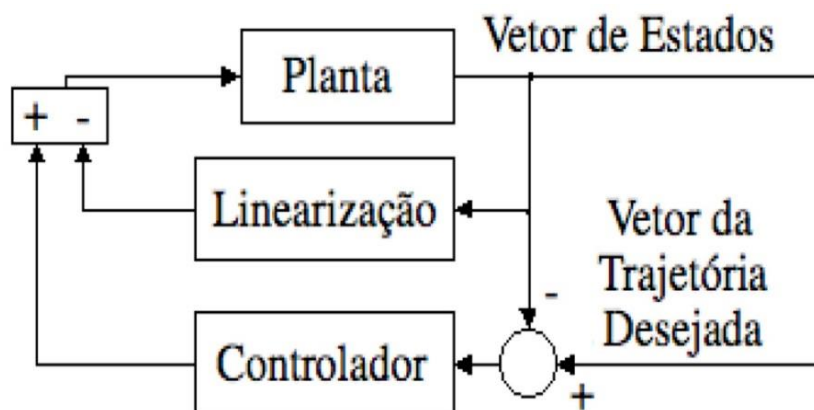 Vetor de Estados
Planta
+ -
Linearização
Vetor da
Trajetória
Desejada
-
Controlador
+